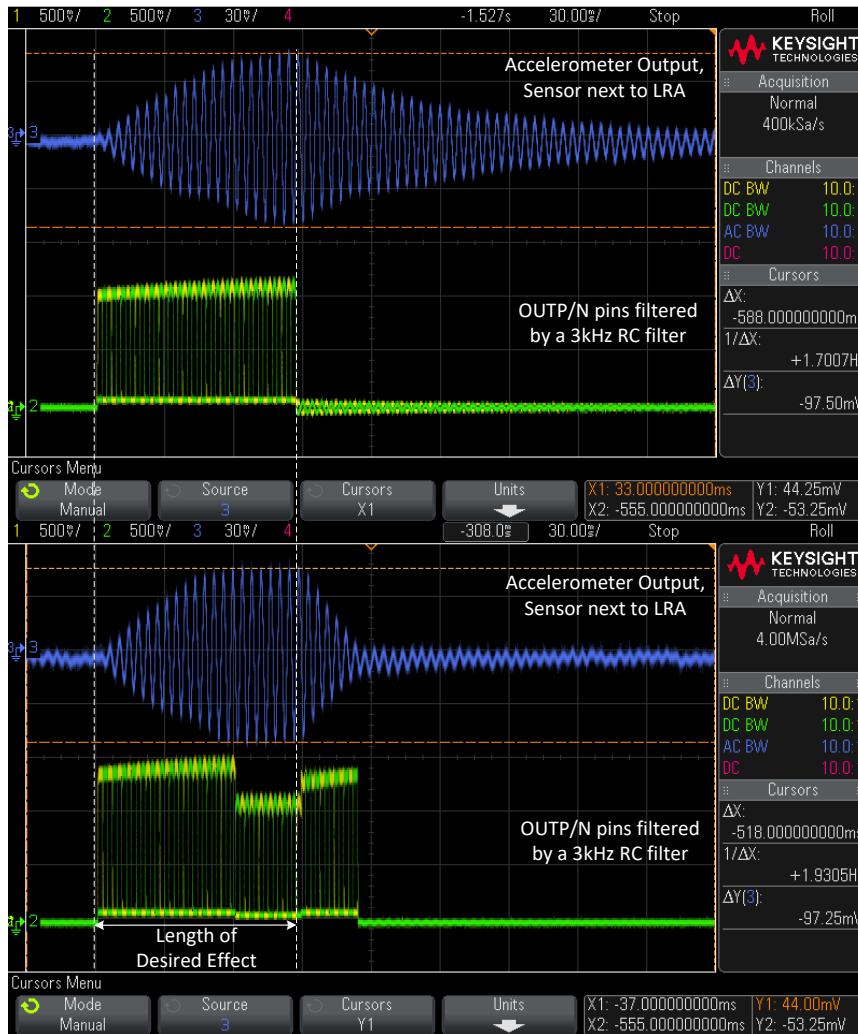 1 500㎷/ 2 500㎷/ 3 30㎷/ 4 -1.527s 30.00㎳/ Stop Roll
KEYSIGHT
TECHNOLOGIES
Acquisition
Normal
400kSa/s
Channels
DC BW 10.0:
DC BW 10.0:
AC BW 10.0:
DC 10.0:
Cursors
ΔX:
-588.000000000m
1/ΔX:
+1.7007H
ΔY(3):
-97.50mV
Accelerometer Output,
Sensor next to LRA
3 3
OUTP/N pins filtered
by a 3kHz RC filter
2
Cursors Menu
Mode
Manual
Source
3
Cursors
X1
Units
X1: 33.000000000ms
X2: -555.000000000ms
Y1: 44.25mV
Y2: -53.25mV
1 500㎷/ 2 500㎷/ 3 30㎷/ 4 -308.0㎳ 30.00㎳/ Stop Roll
KEYSIGHT
TECHNOLOGIES
Acquisition
Normal
4.00MSa/s
Channels
DC BW 10.0:
DC BW 10.0:
AC BW 10.0:
DC 10.0:
Cursors
ΔX:
-518.000000000ms
1/ΔX:
+1.9305H
ΔY(3):
-97.25mV
Accelerometer Output,
Sensor next to LRA
3 3
OUTP/N pins filtered
by a 3kHz RC filter
2
Length of
Desired Effect
Cursors Menu
Mode
Manual
Source
3
Cursors
Y1
Units
X1: -37.000000000ms
X2: -555.000000000ms
Y1: 44.00mV
Y2: -53.25mV